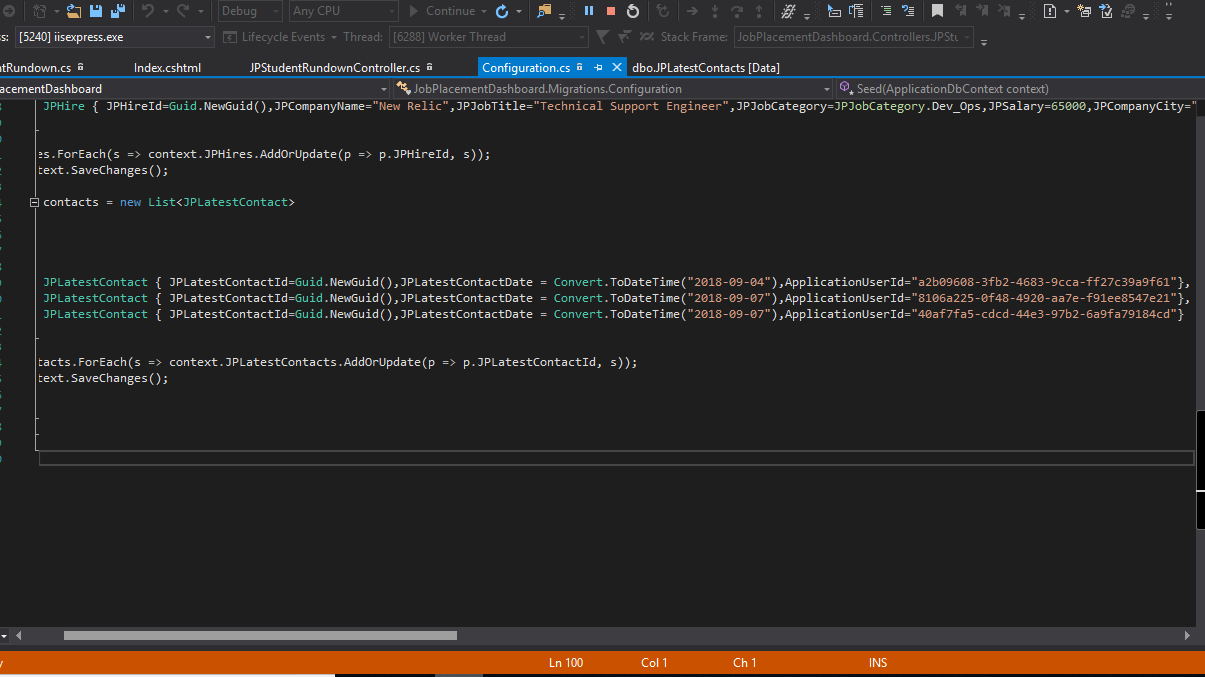 Debug Any CPU Continue
s: [5240] iisexpress.exe Lifecycle Events Thread: [6288] Worker Thread Stack Frame: JobPlacementDashboard.Controllers.JPStu
ntRundown.cs Index.cshtml JPStudentRundownController.cs Configuration.cs dbo.JPLatestContacts [Data]
acementDashboard JobPlacementDashboard.Migrations.Configuration Seed(ApplicationDbContext context)
JPHire { JPHireId=Guid.NewGuid(),JPCompanyName="New Relic",JPJobTitle="Technical Support Engineer",JPJobCategory=JPJobCategory.Dev_Ops,JPSalary=65000,JPCompanyCity="
es.ForEach(s => context.JPHires.AddOrUpdate(p => p.JPHireId, s));
text.SaveChanges();
contacts = new List<JPLatestContact>
JPLatestContact { JPLatestContactId=Guid.NewGuid(),JPLatestContactDate = Convert.ToDateTime("2018-09-04"),ApplicationUserId="a2b09608-3fb2-4683-9cca-ff27c39a9f61"},
JPLatestContact { JPLatestContactId=Guid.NewGuid(),JPLatestContactDate = Convert.ToDateTime("2018-09-07"),ApplicationUserId="8106a225-0f48-4920-aa7e-f91ee8547e21"},
JPLatestContact { JPLatestContactId=Guid.NewGuid(),JPLatestContactDate = Convert.ToDateTime("2018-09-07"),ApplicationUserId="40af7fa5-cdcd-44e3-97b2-6a9fa79184cd"}
tacts.ForEach(s => context.JPLatestContacts.AddOrUpdate(p => p.JPLatestContactId, s));
text.SaveChanges();
Ln 100 Col 1 Ch 1 INS